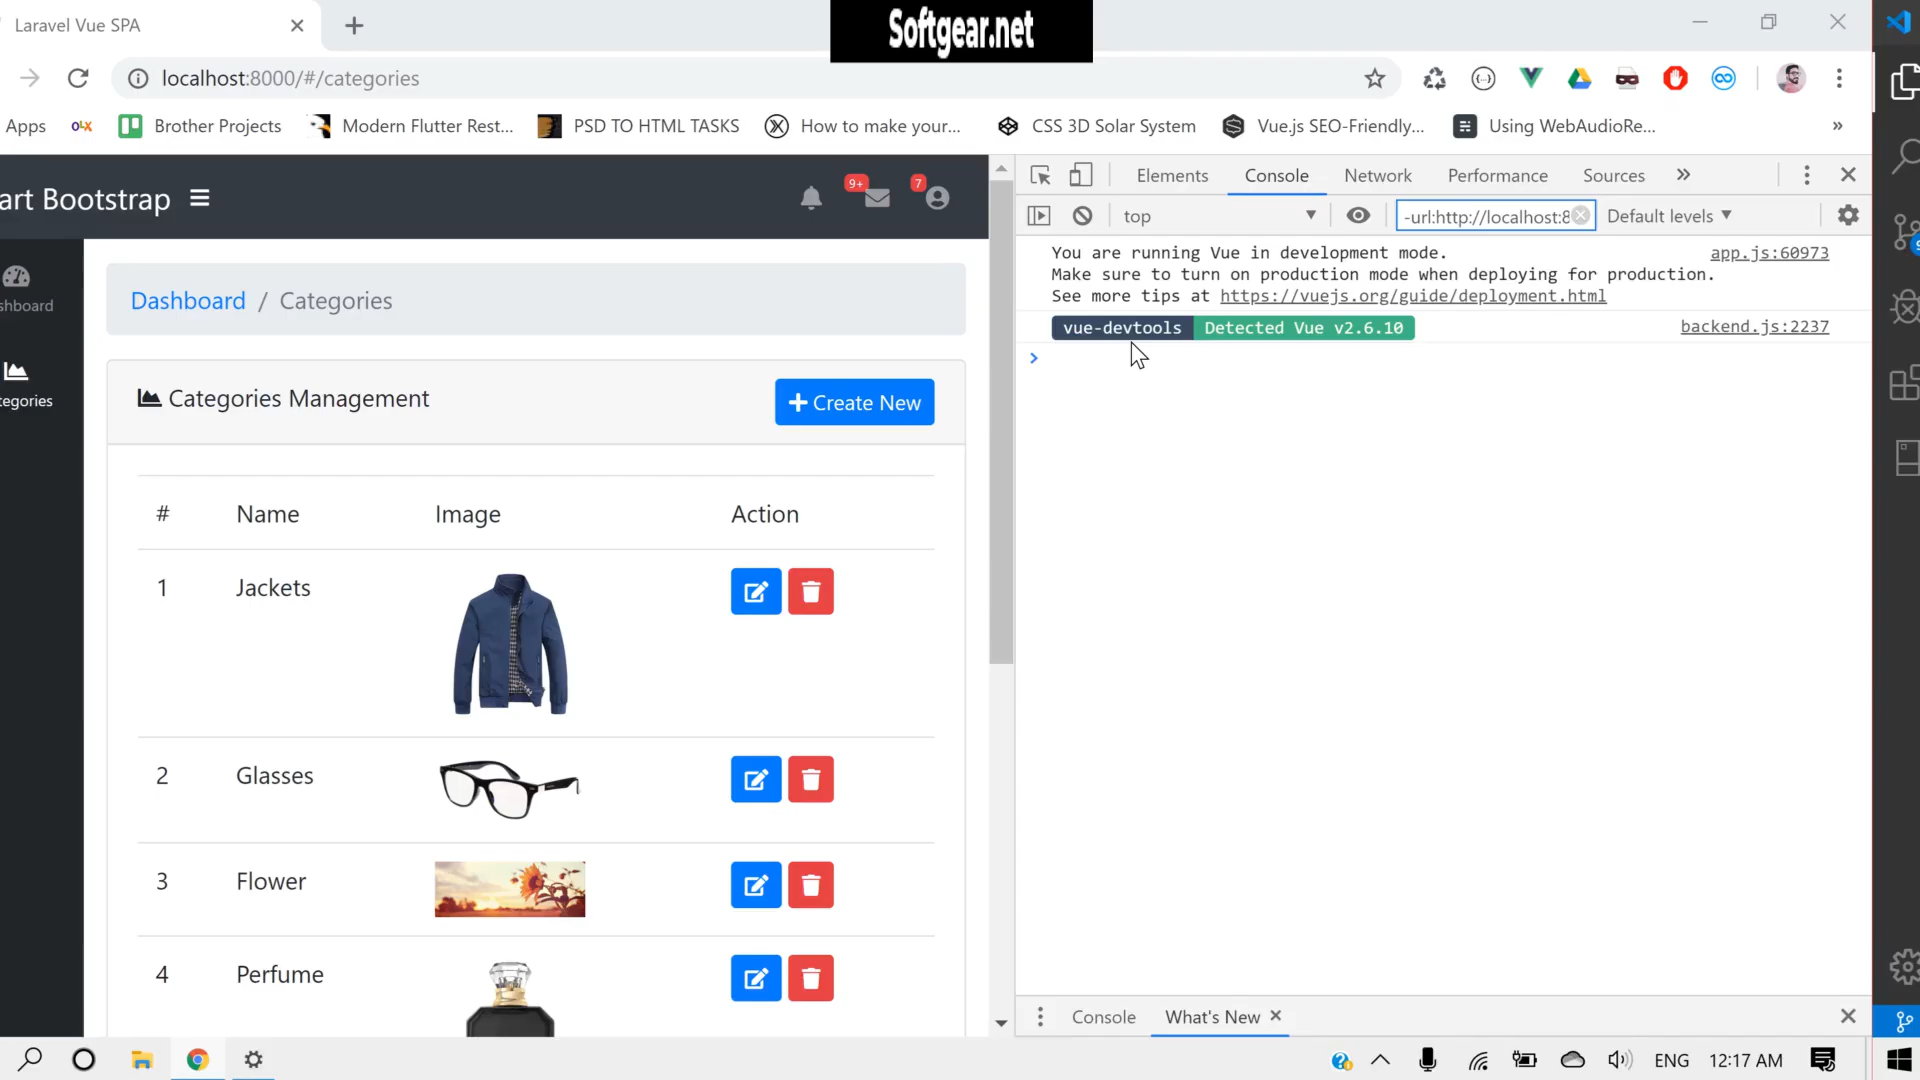 Laravel Vue SPA
Softgear.net
localhost:8000/#/categories
Apps
OLX
Brother Projects
Modern Flutter Rest...
PSD TO HTML TASKS
How to make your...
CSS 3D Solar System
Vue.js SEO-Friendly...
Using WebAudioRe...
»
art Bootstrap
9+
7
Elements
Console
Network
Performance
Sources
»
top
-url:http://localhost:8
Default levels
You are running Vue in development mode.
app.js:60973
Make sure to turn on production mode when deploying for production.
See more tips at https://vuejs.org/guide/deployment.html
vue-devtools Detected Vue v2.6.10
backend.js:2237
shboard
tegories
Dashboard / Categories
Categories Management
Create New
# Name Image Action
1 Jackets
2 Glasses
3 Flower
4 Perfume
Console
What's New
ENG
12:17 AM